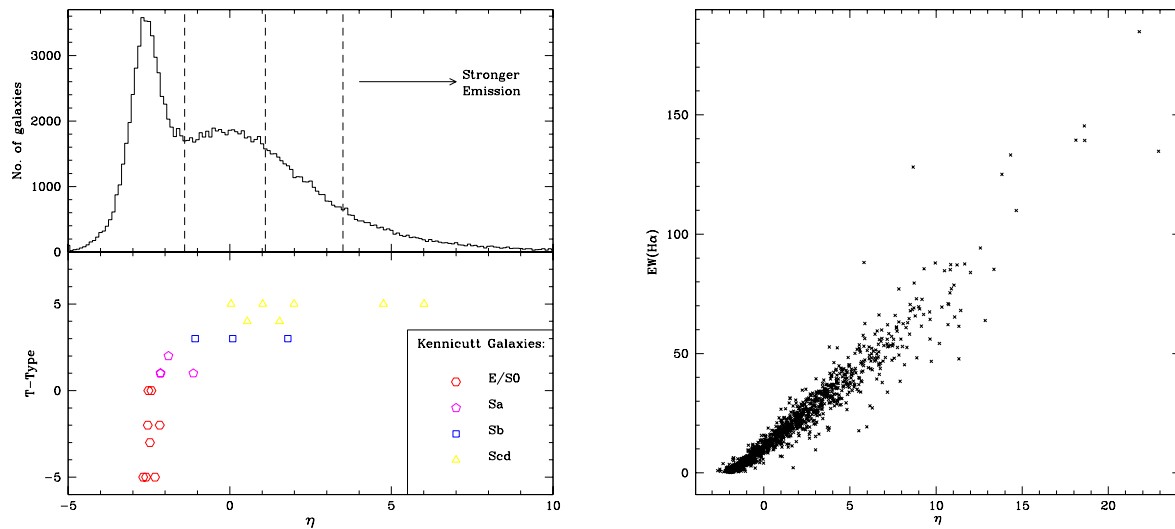 No. of galaxies
3000
2000
1000
0
Stronger
Emission
T-Type
5
0
-5
Kennicutt Galaxies:
E/S0
Sa
Sb
Scd
-5
0
5
10
η
EW(Hα)
150
100
50
0
0
5
10
15
20
η